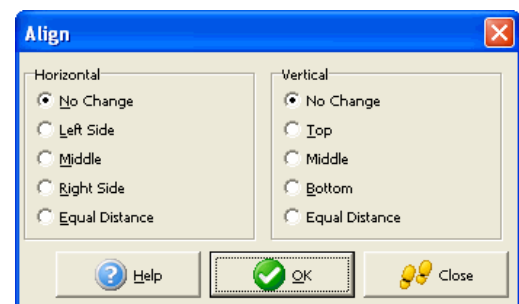 Align
Horizontal
No Change
Left Side
Middle
Right Side
Equal Distance
Vertical
No Change
Top
Middle
Bottom
Equal Distance
Help
OK
Close